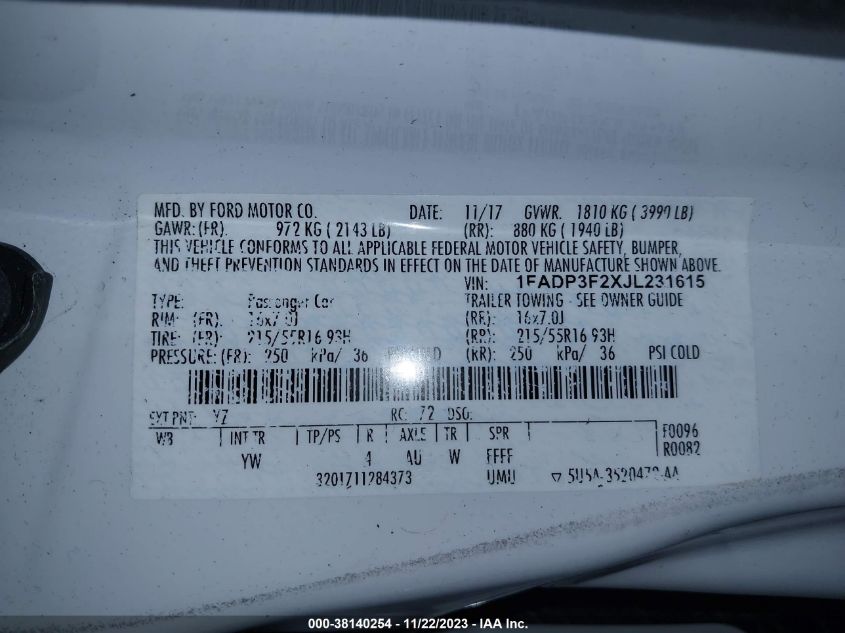 MFD. BY FORD MOTOR CO. DATE: 11/17 GVWR. 1810 KG ( 3990 LB)
GAWR: (FR). 972 KG ( 2143 LB) (RR): 880 KG ( 1940 LB)
THIS VEHICLE CONFORMS TO ALL APPLICABLE FEDERAL MOTOR VEHICLE SAFETY, BUMPER,
AND THEFT PREVENTION STANDARDS IN EFFECT ON THE DATE OF MANUFACTURE SHOWN ABOVE.
VIN: 1FADP3F2XJL231615
TYPE: Passenger Car TRAILER TOWING - SEE OWNER GUIDE
RIM: (FR): 16x7.0J (RR): 16x7.0J
TIRE: (FR): 215/55R16 93H (RR): 215/55R16 93H
PRESSURE: (FR): 250 kPa/ 36 PSI COLD (RR): 250 kPa/ 36 PSI COLD
EXT PNT: YZ RC: 72 DSO:
WB INT TR TP/PS R AXLE TR SPR F0096
YW 4 AU W FFFF R0082
3201711284373 UMU
000-38140254 - 11/22/2023 - IAA Inc.